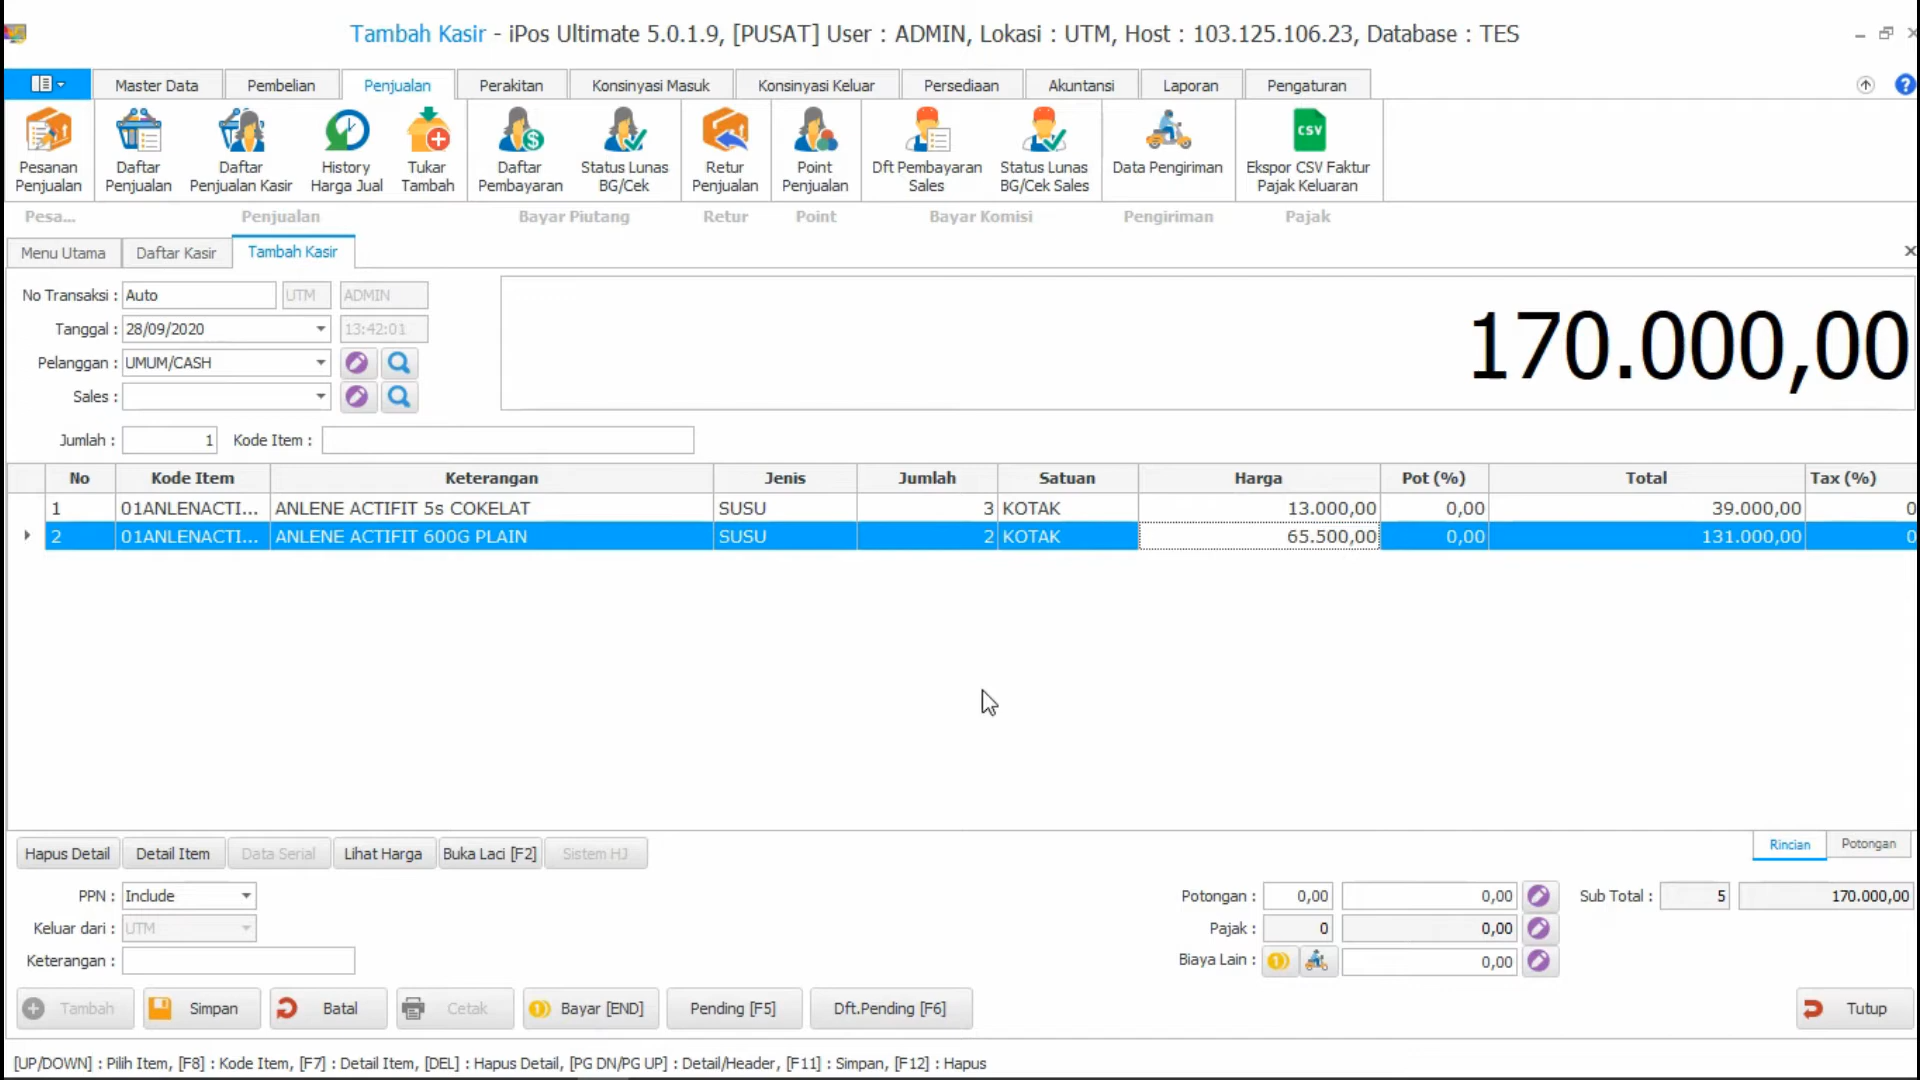 Tambah Kasir - iPos Ultimate 5.0.1.9, [PUSAT] User : ADMIN, Lokasi : UTM, Host : 103.125.106.23, Database : TES
Master Data Pembelian Penjualan Perakitan Konsinyasi Masuk Konsinyasi Keluar Persediaan Akuntansi Laporan Pengaturan
Pesanan Penjualan
Daftar Penjualan
Daftar Penjualan Kasir
History Harga Jual
Tukar Tambah
Daftar Pembayaran
Status Lunas BG/Cek
Retur Penjualan
Point Penjualan
Dft Pembayaran Sales
Status Lunas BG/Cek Sales
Data Pengiriman
CSV
Ekspor CSV Faktur Pajak Keluaran
Pesa... Penjualan Bayar Piutang Retur Point Bayar Komisi Pengiriman Pajak
Menu Utama Daftar Kasir Tambah Kasir
No Transaksi : Auto UTM ADMIN
Tanggal : 28/09/2020 13:42:01
Pelanggan : UMUM/CASH
Sales :
170.000,00
Jumlah : 1 Kode Item :
No Kode Item Keterangan Jenis Jumlah Satuan Harga Pot (%) Total Tax (%)
1 01ANLENACTI... ANLENE ACTIFIT 5s COKELAT SUSU 3 KOTAK 13.000,00 0,00 39.000,00 0
2 01ANLENACTI... ANLENE ACTIFIT 600G PLAIN SUSU 2 KOTAK 65.500,00 0,00 131.000,00 0
Hapus Detail Detail Item Data Serial Lihat Harga Buka Laci [F2] Sistem HJ Rincian Potongan
PPN : Include Potongan : 0,00 0,00 Sub Total : 5 170.000,00
Keluar dari : UTM Pajak : 0 0,00
Keterangan : Biaya Lain : 0,00
Tambah Simpan Batal Cetak Bayar [END] Pending [F5] Dft.Pending [F6] Tutup
[UP/DOWN] : Pilih Item, [F8] : Kode Item, [F7] : Detail Item, [DEL] : Hapus Detail, [PG DN/PG UP] : Detail/Header, [F11] : Simpan, [F12] : Hapus